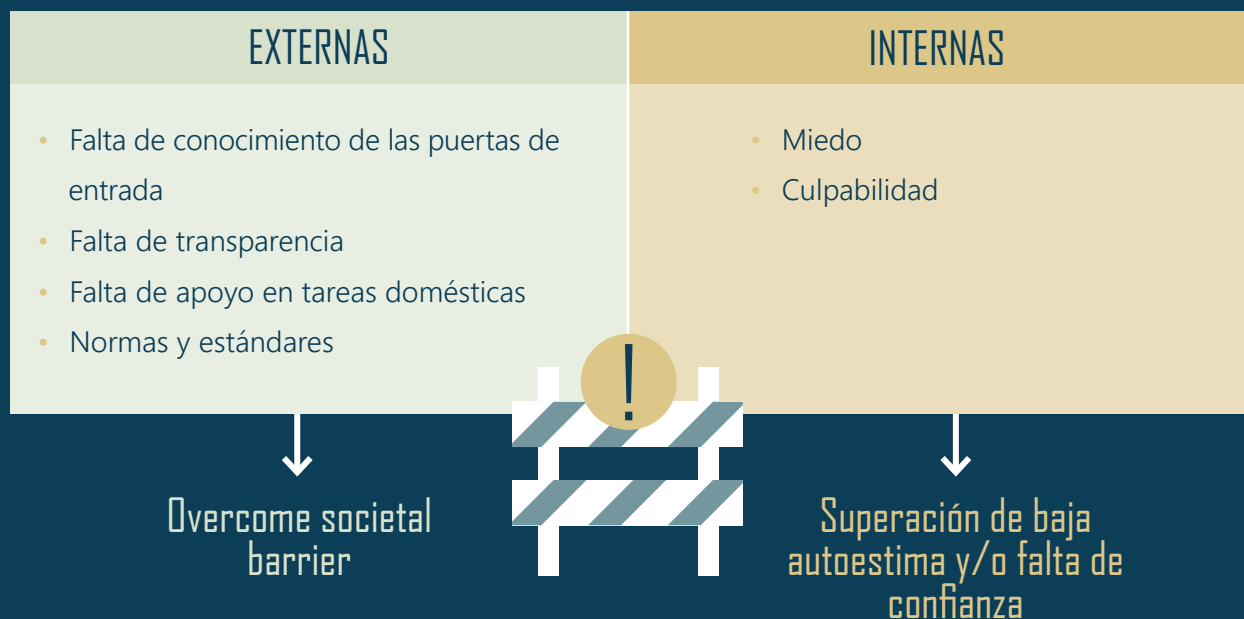 EXTERNAS
• Falta de conocimiento de las puertas de
entrada
• Falta de transparencia
• Falta de apoyo en tareas domésticas
• Normas y estándares
INTERNAS
• Miedo
• Culpabilidad
!
Overcome societal
barrier
Superación de baja
autoestima y/o falta de
confianza